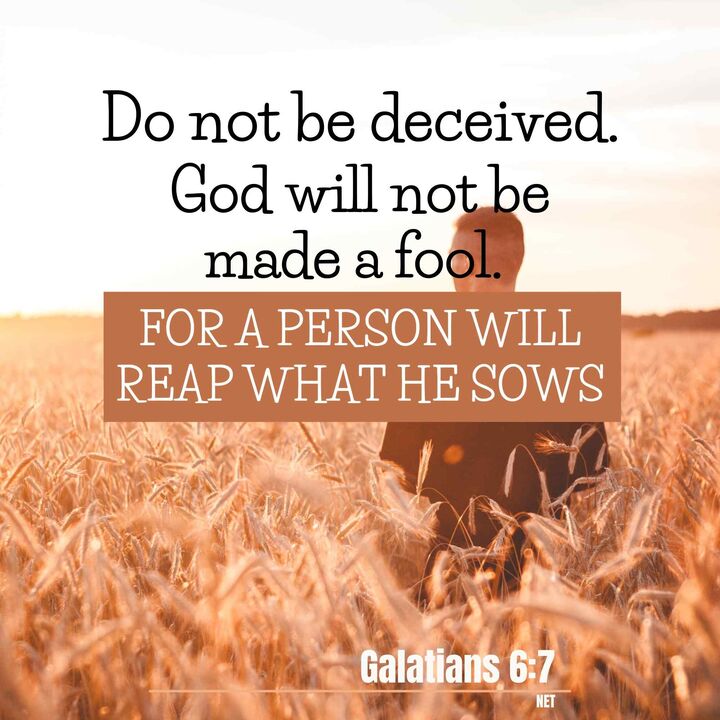 Do not be deceived.
God will not be
made a fool.
FOR A PERSON WILL
REAP WHAT HE SOWS
Galatians 6:7
NET